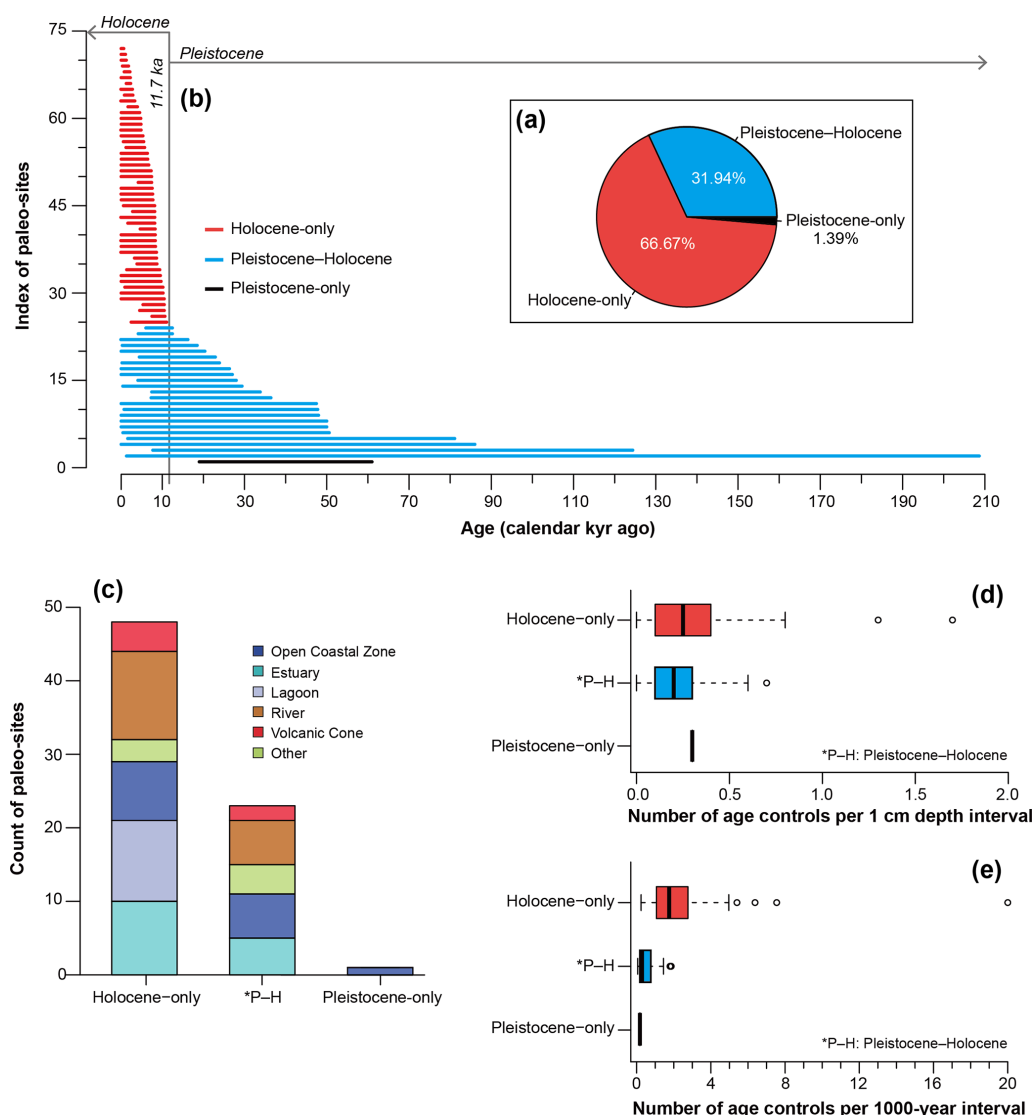 Holocene
Pleistocene
11.7 ka
(b)
(a)
Pleistocene–Holocene
31.94%
Pleistocene-only
1.39%
66.67%
Holocene-only
Holocene-only
Pleistocene–Holocene
Pleistocene-only
Index of paleo-sites
75
60
45
30
15
0
0 10 30 50 70 90 110 130 150 170 190 210
Age (calendar kyr ago)
(c)
Count of paleo-sites
50
40
30
20
10
0
Open Coastal Zone
Estuary
Lagoon
River
Volcanic Cone
Other
Holocene−only *P–H Pleistocene-only
(d)
Holocene−only
*P–H
Pleistocene−only
*P–H: Pleistocene–Holocene
0.0 0.5 1.0 1.5 2.0
Number of age controls per 1 cm depth interval
(e)
Holocene−only
*P–H
Pleistocene−only
*P–H: Pleistocene–Holocene
0 4 8 12 16 20
Number of age controls per 1000-year interval